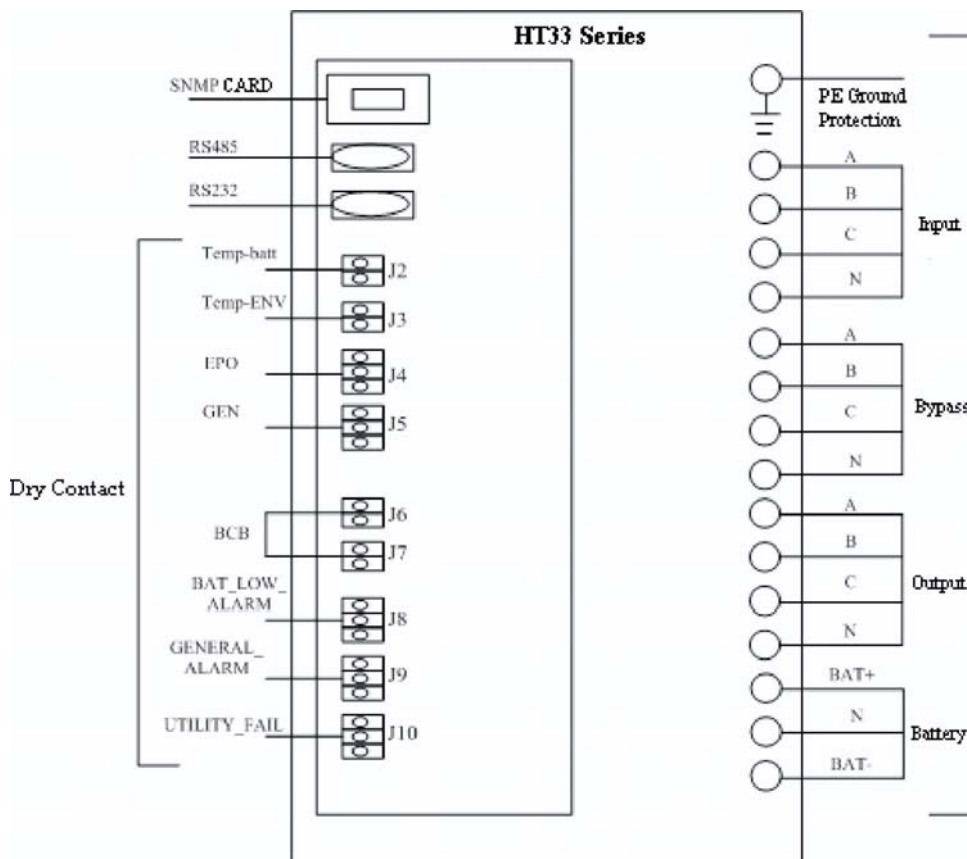 HT33 Series
SNMP CARD
RS485
RS232
Dry Contact
Temp-batt
J2
Temp-ENV
J3
EPO
J4
GEN
J5
BCB
J6
J7
BAT_LOW_
ALARM
J8
GENERAL_
ALARM
J9
UTILITY_FAIL
J10
PE Ground
Protection
A
B
C
N
Input
A
B
C
N
Bypass
A
B
C
N
Output
BAT+
N
BAT-
Battery